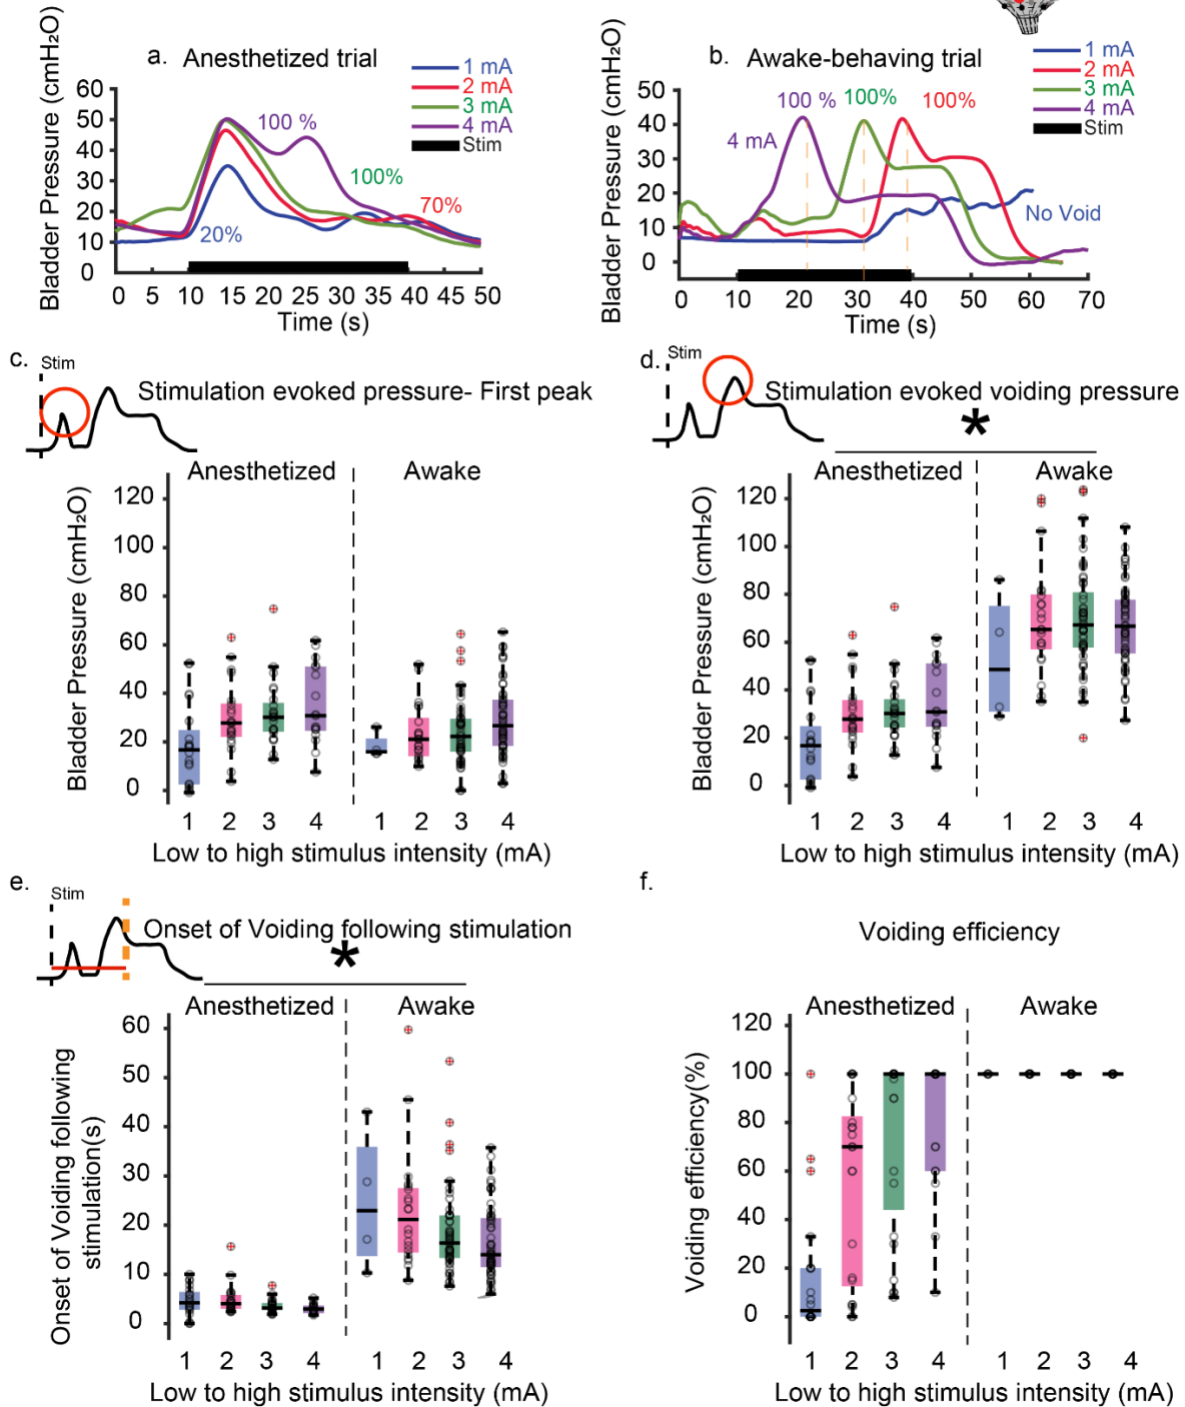 a. Anesthetized trial
1 mA
2 mA
3 mA
4 mA
Stim
Bladder Pressure (cmH₂O)
60
50
40
30
20
10
0
100 %
100%
70%
20%
0 5 10 15 20 25 30 35 40 45 50
Time (s)
b. Awake-behaving trial
1 mA
2 mA
3 mA
4 mA
Stim
Bladder Pressure (cmH₂O)
50
40
30
20
10
0
100 % 100% 100%
4 mA
No Void
0 10 20 30 40 50 60 70
Time (s)
c.
Stim
Stimulation evoked pressure- First peak
Anesthetized Awake
Bladder Pressure (cmH₂O)
120
100
80
60
40
20
0
1 2 3 4 1 2 3 4
Low to high stimulus intensity (mA)
d.
Stim
Stimulation evoked voiding pressure
*
Anesthetized Awake
Bladder Pressure (cmH₂O)
120
100
80
60
40
20
0
1 2 3 4 1 2 3 4
Low to high stimulus intensity (mA)
e.
Stim
Onset of Voiding following stimulation
*
Anesthetized Awake
Onset of Voiding following
stimulation(s)
60
50
40
30
20
10
0
1 2 3 4 1 2 3 4
Low to high stimulus intensity (mA)
f.
Voiding efficiency
Anesthetized Awake
Voiding efficiency(%)
120
100
80
60
40
20
0
1 2 3 4 1 2 3 4
Low to high stimulus intensity (mA)